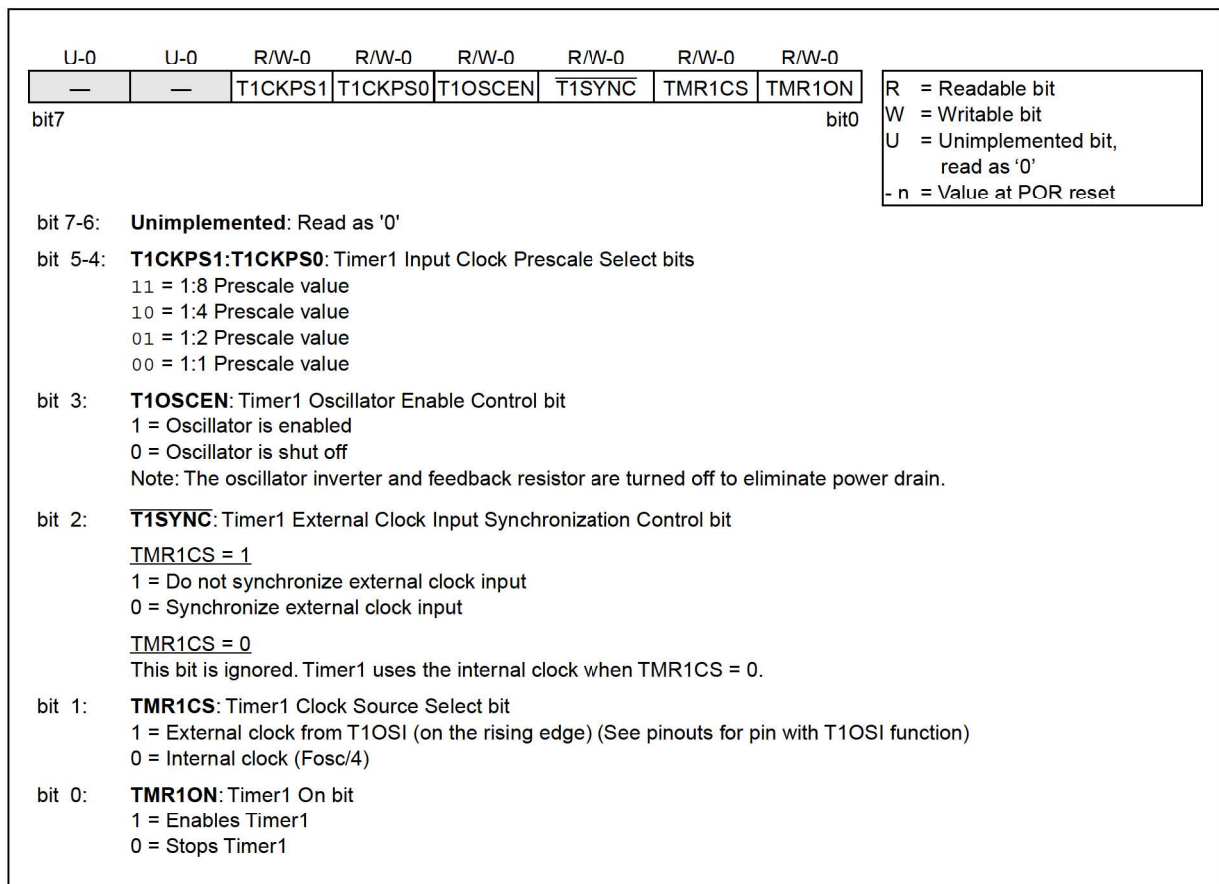 U-0 U-0 R/W-0 R/W-0 R/W-0 R/W-0 R/W-0 R/W-0
— — T1CKPS1 T1CKPS0 T1OSCEN T1SYNC TMR1CS TMR1ON
bit7 bit0
R = Readable bit
W = Writable bit
U = Unimplemented bit,
read as ‘0’
- n = Value at POR reset
bit 7-6: Unimplemented: Read as '0'
bit 5-4: T1CKPS1:T1CKPS0: Timer1 Input Clock Prescale Select bits
11 = 1:8 Prescale value
10 = 1:4 Prescale value
01 = 1:2 Prescale value
00 = 1:1 Prescale value
bit 3: T1OSCEN: Timer1 Oscillator Enable Control bit
1 = Oscillator is enabled
0 = Oscillator is shut off
Note: The oscillator inverter and feedback resistor are turned off to eliminate power drain.
bit 2: T1SYNC: Timer1 External Clock Input Synchronization Control bit
TMR1CS = 1
1 = Do not synchronize external clock input
0 = Synchronize external clock input
TMR1CS = 0
This bit is ignored. Timer1 uses the internal clock when TMR1CS = 0.
bit 1: TMR1CS: Timer1 Clock Source Select bit
1 = External clock from T1OSI (on the rising edge) (See pinouts for pin with T1OSI function)
0 = Internal clock (Fosc/4)
bit 0: TMR1ON: Timer1 On bit
1 = Enables Timer1
0 = Stops Timer1